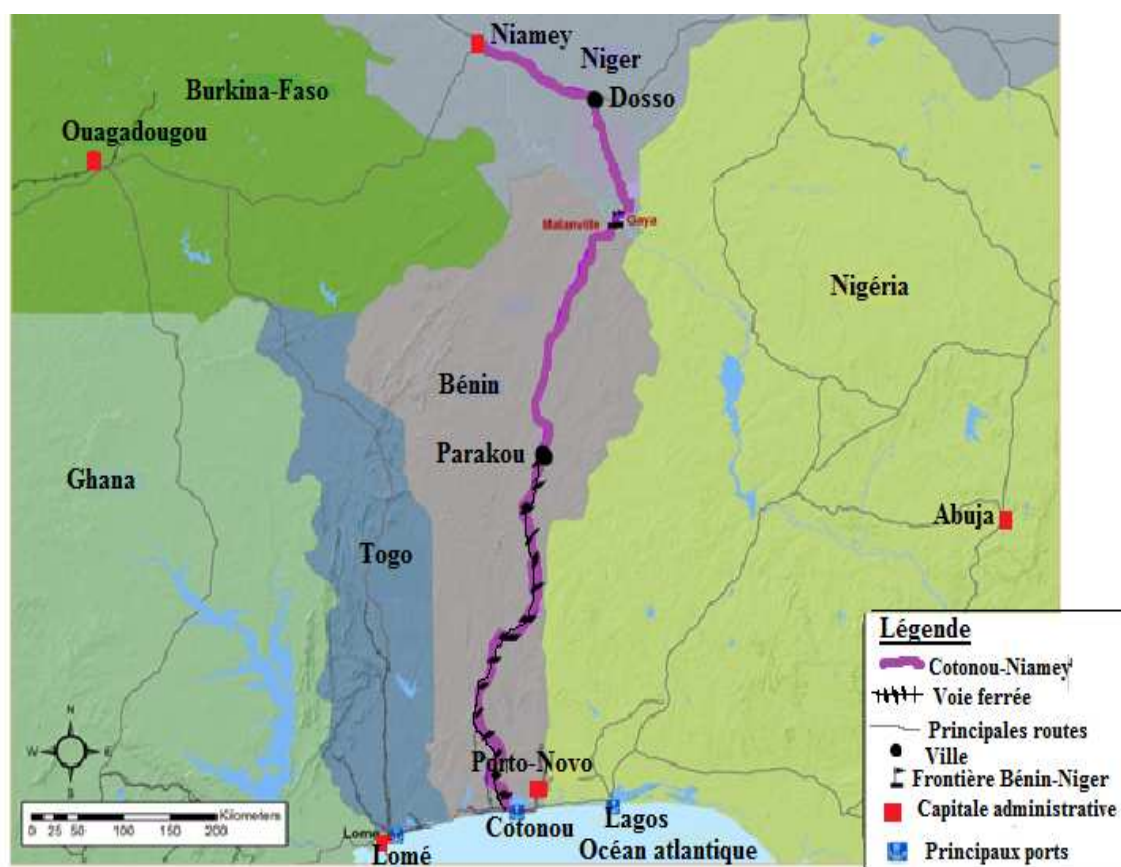 Niamey
Niger
Burkina-Faso
Dosso
Ouagadougou
Malanville
Gaya
Nigéria
Bénin
Parakou
Ghana
Abuja
Togo
Légende
Cotonou-Niamey
Voie ferrée
N
W
E
S
Principales routes
Ville
Porto-Novo
Frontière Bénin-Niger
Kilometers
0 25 50 100 150 200
Capitale administrative
Cotonou
Lagos
Lome
Lomé
Océan atlantique
Principaux ports